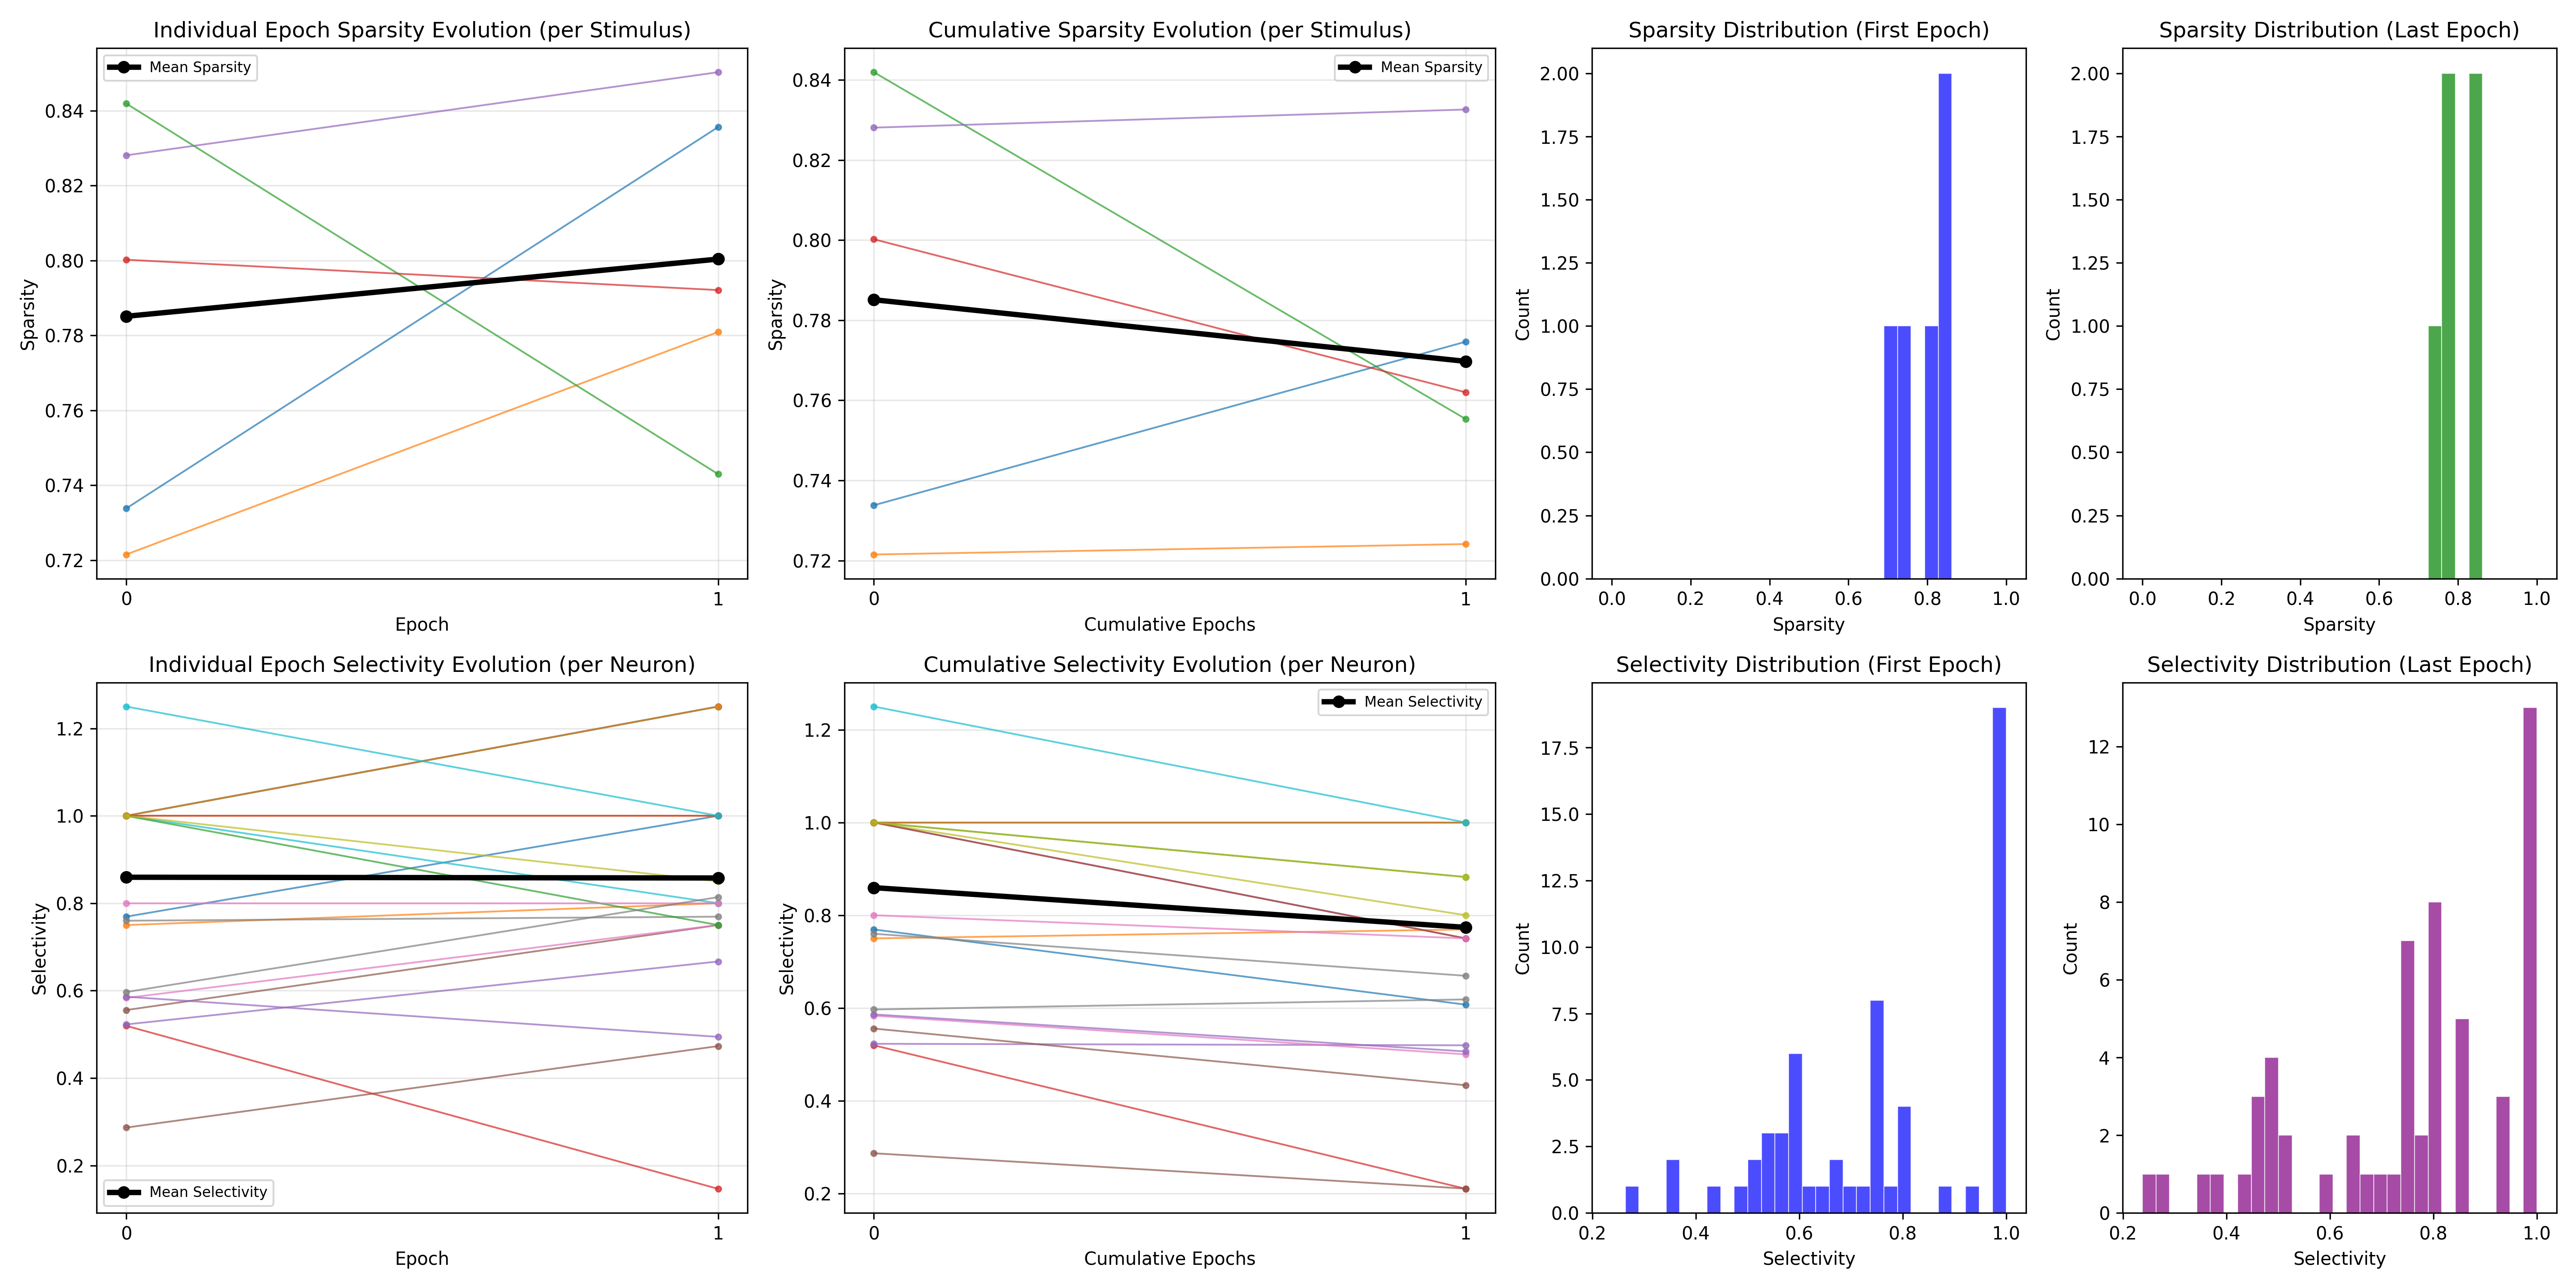 Individual Epoch Sparsity Evolution (per Stimulus)
Mean Sparsity
0.84
0.82
0.80
0.78
0.76
0.74
0.72
Sparsity
0 1
Epoch
Cumulative Sparsity Evolution (per Stimulus)
Mean Sparsity
0.84
0.82
0.80
0.78
0.76
0.74
0.72
Sparsity
0 1
Cumulative Epochs
Sparsity Distribution (First Epoch)
2.00
1.75
1.50
1.25
1.00
0.75
0.50
0.25
0.00
Count
0.0 0.2 0.4 0.6 0.8 1.0
Sparsity
Sparsity Distribution (Last Epoch)
2.00
1.75
1.50
1.25
1.00
0.75
0.50
0.25
0.00
Count
0.0 0.2 0.4 0.6 0.8 1.0
Sparsity
Individual Epoch Selectivity Evolution (per Neuron)
1.2
1.0
0.8
0.6
0.4
0.2
Selectivity
Mean Selectivity
0 1
Epoch
Cumulative Selectivity Evolution (per Neuron)
Mean Selectivity
1.2
1.0
0.8
0.6
0.4
0.2
Selectivity
0 1
Cumulative Epochs
Selectivity Distribution (First Epoch)
17.5
15.0
12.5
10.0
7.5
5.0
2.5
0.0
Count
0.2 0.4 0.6 0.8 1.0
Selectivity
Selectivity Distribution (Last Epoch)
12
10
8
6
4
2
0
Count
0.2 0.4 0.6 0.8 1.0
Selectivity